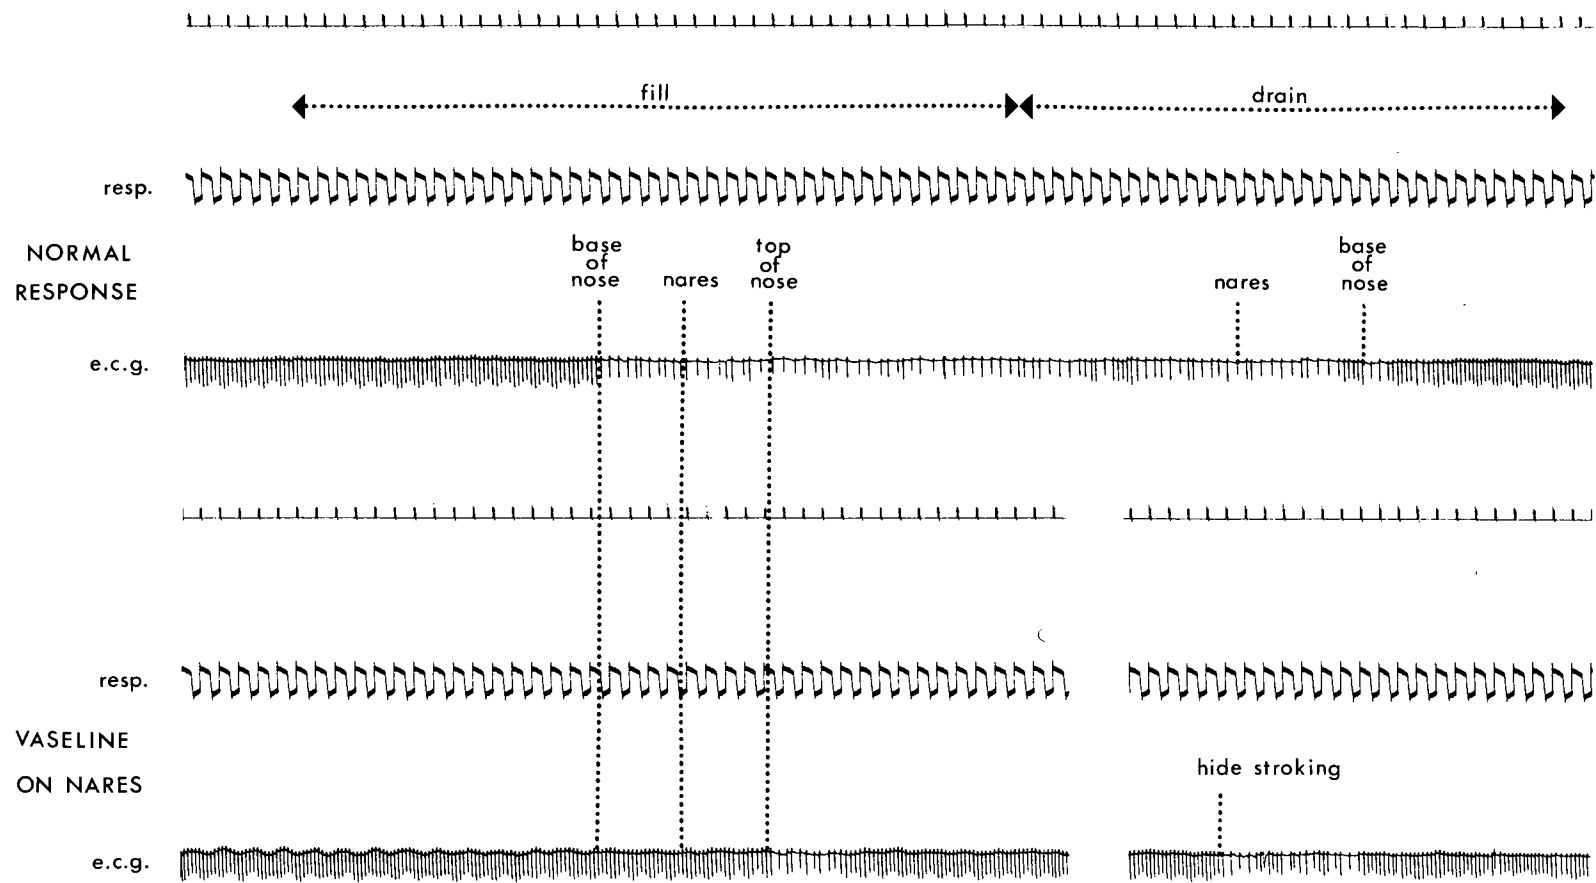 fill
drain
resp.
NORMAL
RESPONSE
base
of
nose
nares
top
of
nose
nares
base
of
nose
e.c.g.
resp.
VASELINE
ON NARES
hide stroking
e.c.g.